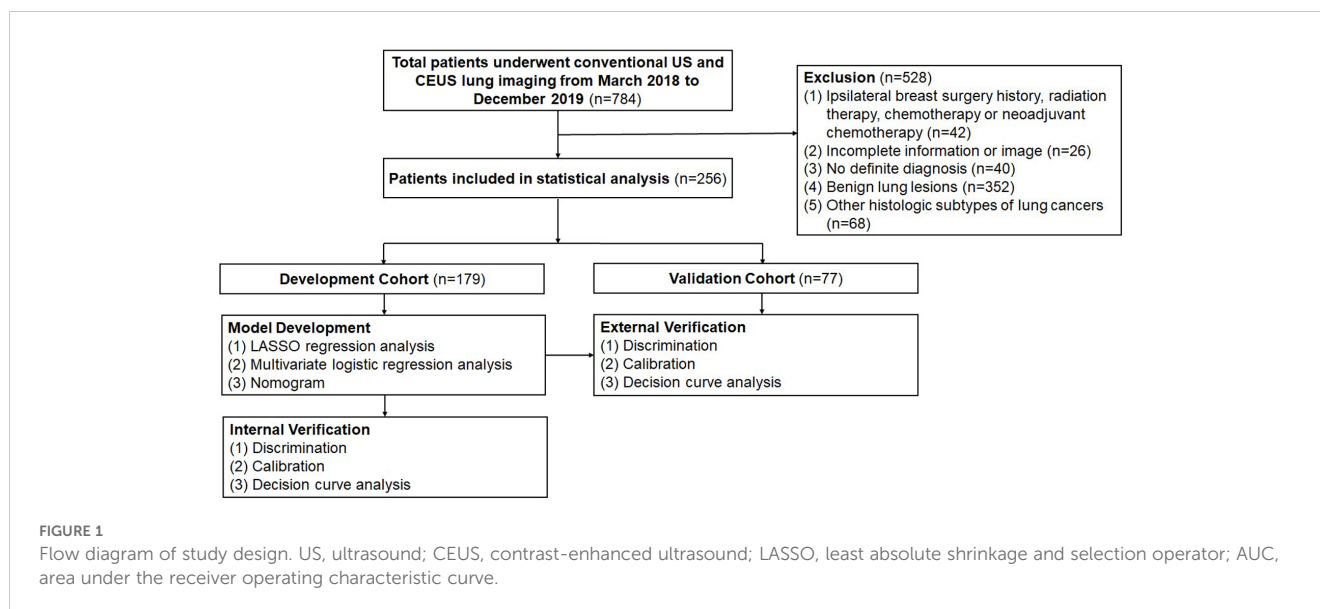 Total patients underwent conventional US and
CEUS lung imaging from March 2018 to
December 2019 (n=784)
Exclusion (n=528)
(1) Ipsilateral breast surgery history, radiation
therapy, chemotherapy or neoadjuvant
chemotherapy (n=42)
(2) Incomplete information or image (n=26)
(3) No definite diagnosis (n=40)
(4) Benign lung lesions (n=352)
(5) Other histologic subtypes of lung cancers
(n=68)
Patients included in statistical analysis (n=256)
Development Cohort (n=179)
Validation Cohort (n=77)
Model Development
(1) LASSO regression analysis
(2) Multivariate logistic regression analysis
(3) Nomogram
External Verification
(1) Discrimination
(2) Calibration
(3) Decision curve analysis
Internal Verification
(1) Discrimination
(2) Calibration
(3) Decision curve analysis
FIGURE 1
Flow diagram of study design. US, ultrasound; CEUS, contrast-enhanced ultrasound; LASSO, least absolute shrinkage and selection operator; AUC,
area under the receiver operating characteristic curve.